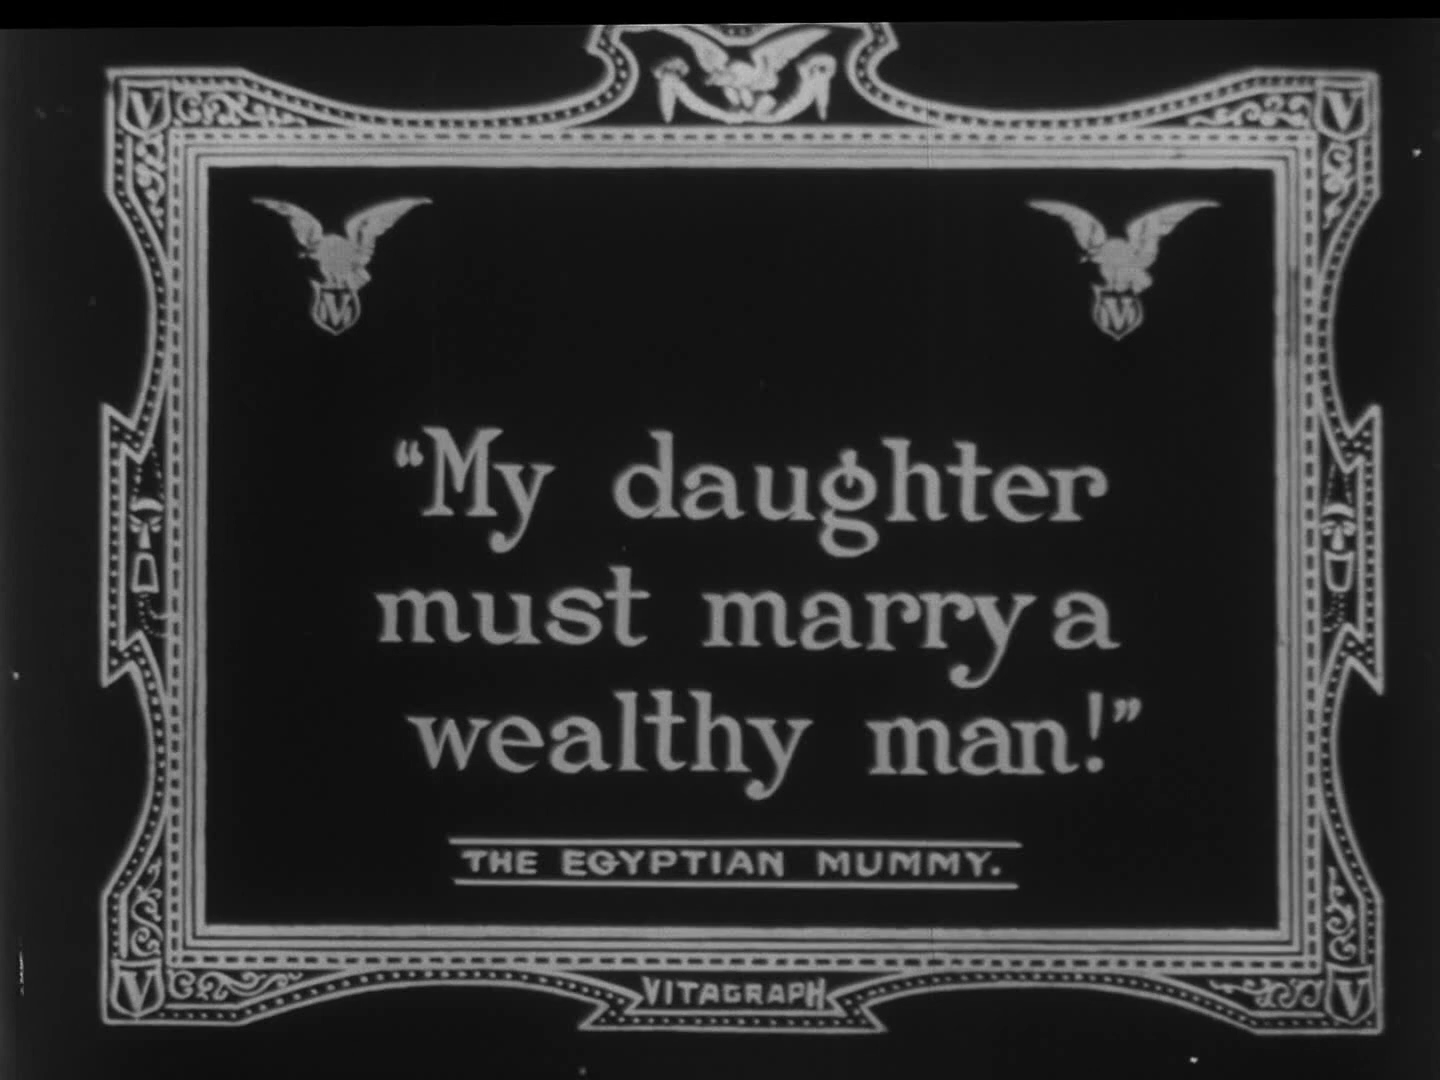 V V
V V
“My daughter
must marry a
wealthy man!”
THE EGYPTIAN MUMMY.
V V
VITAGRAPH